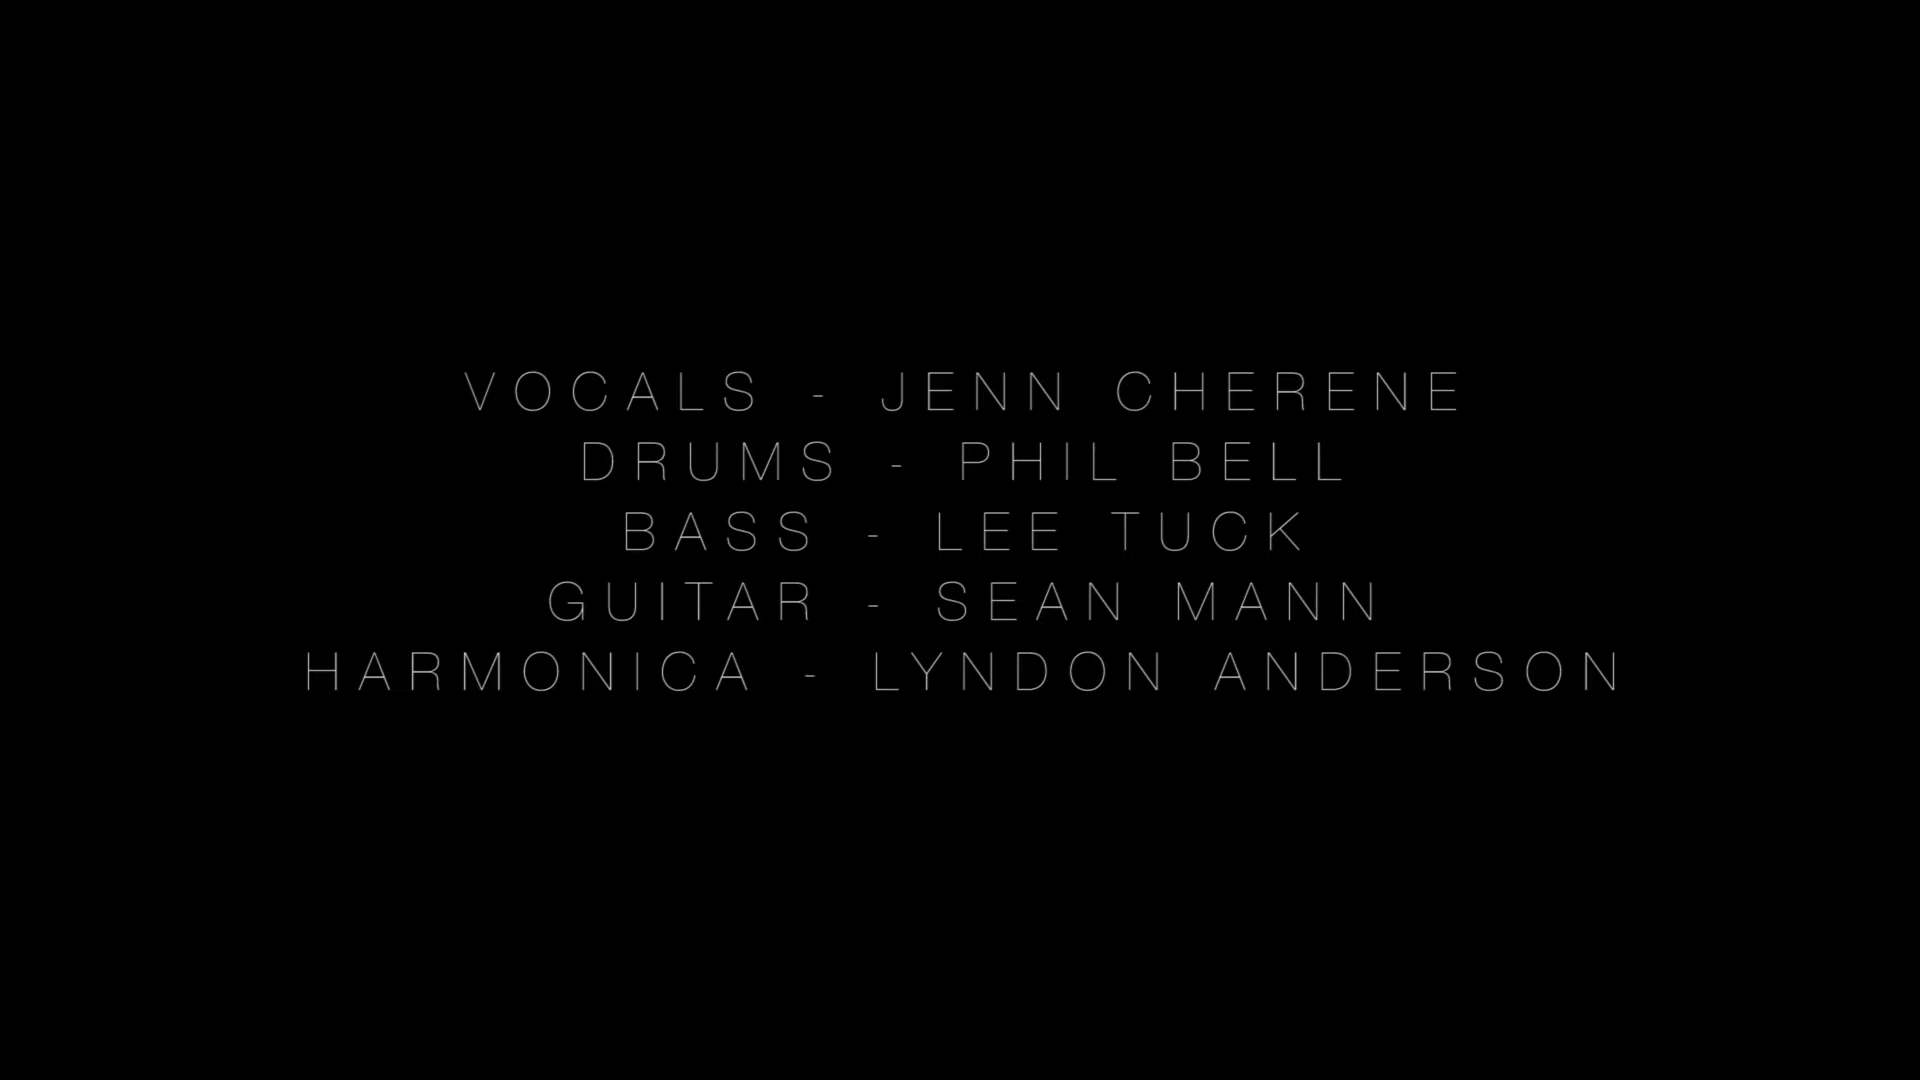 VOCALS - JENN CHERENE
DRUMS - PHIL BELL
BASS - LEE TUCK
GUITAR - SEAN MANN
HARMONICA - LYNDON ANDERSON